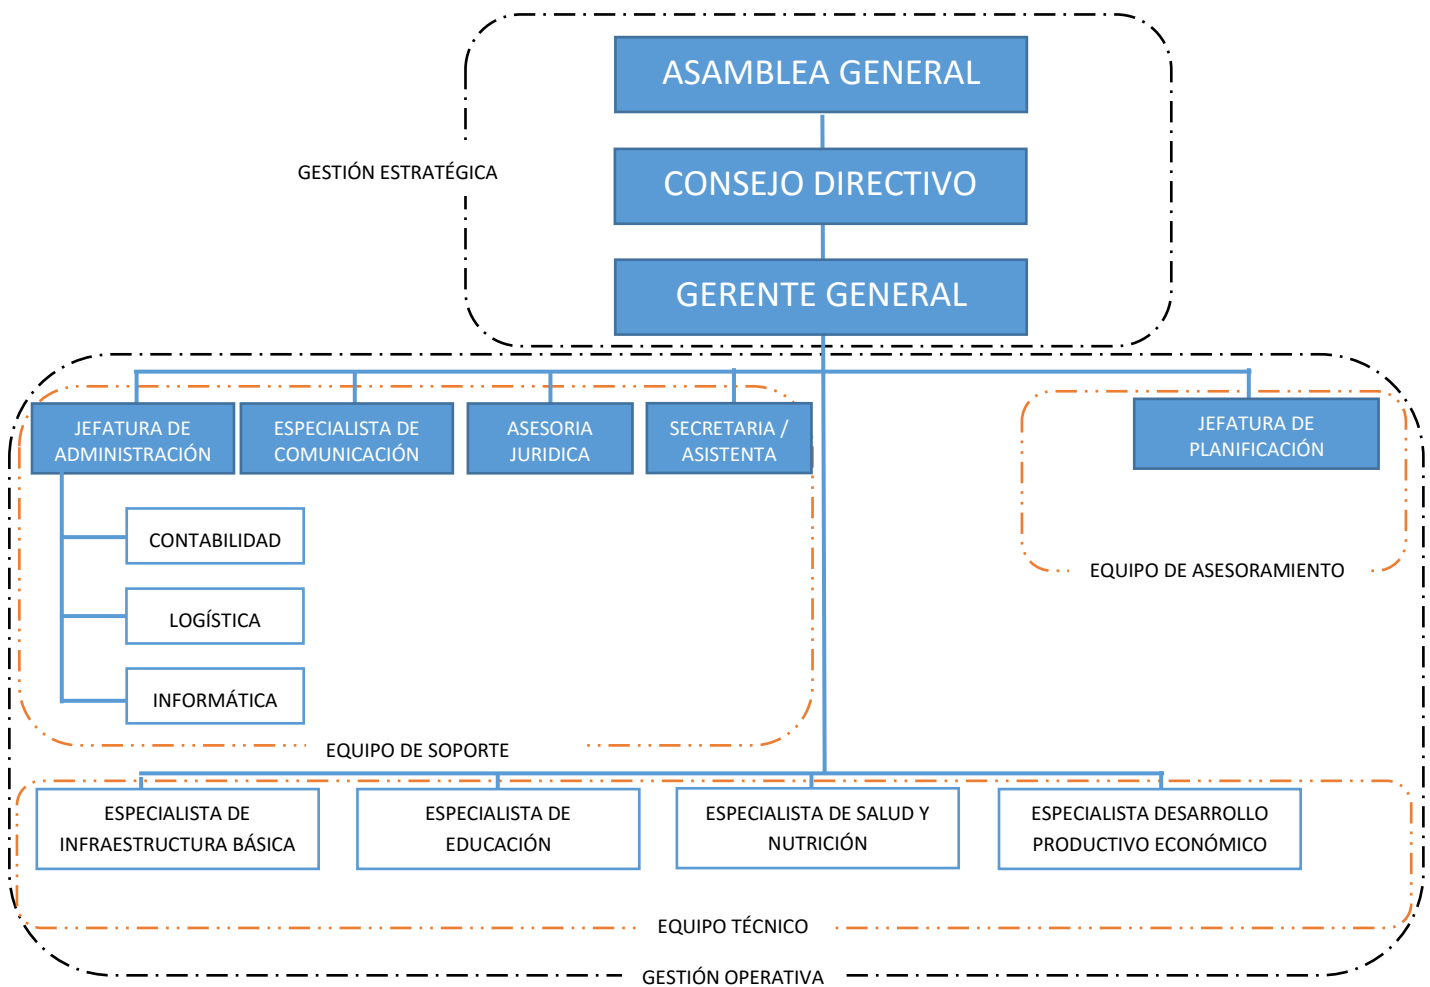 ASAMBLEA GENERAL
GESTIÓN ESTRATÉGICA
CONSEJO DIRECTIVO
GERENTE GENERAL
JEFATURA DE
ADMINISTRACIÓN
ESPECIALISTA DE
COMUNICACIÓN
ASESORIA
JURIDICA
SECRETARIA /
ASISTENTA
JEFATURA DE
PLANIFICACIÓN
CONTABILIDAD
LOGÍSTICA
INFORMÁTICA
EQUIPO DE ASESORAMIENTO
EQUIPO DE SOPORTE
ESPECIALISTA DE
INFRAESTRUCTURA BÁSICA
ESPECIALISTA DE
EDUCACIÓN
ESPECIALISTA DE SALUD Y
NUTRICIÓN
ESPECIALISTA DESARROLLO
PRODUCTIVO ECONÓMICO
EQUIPO TÉCNICO
GESTIÓN OPERATIVA